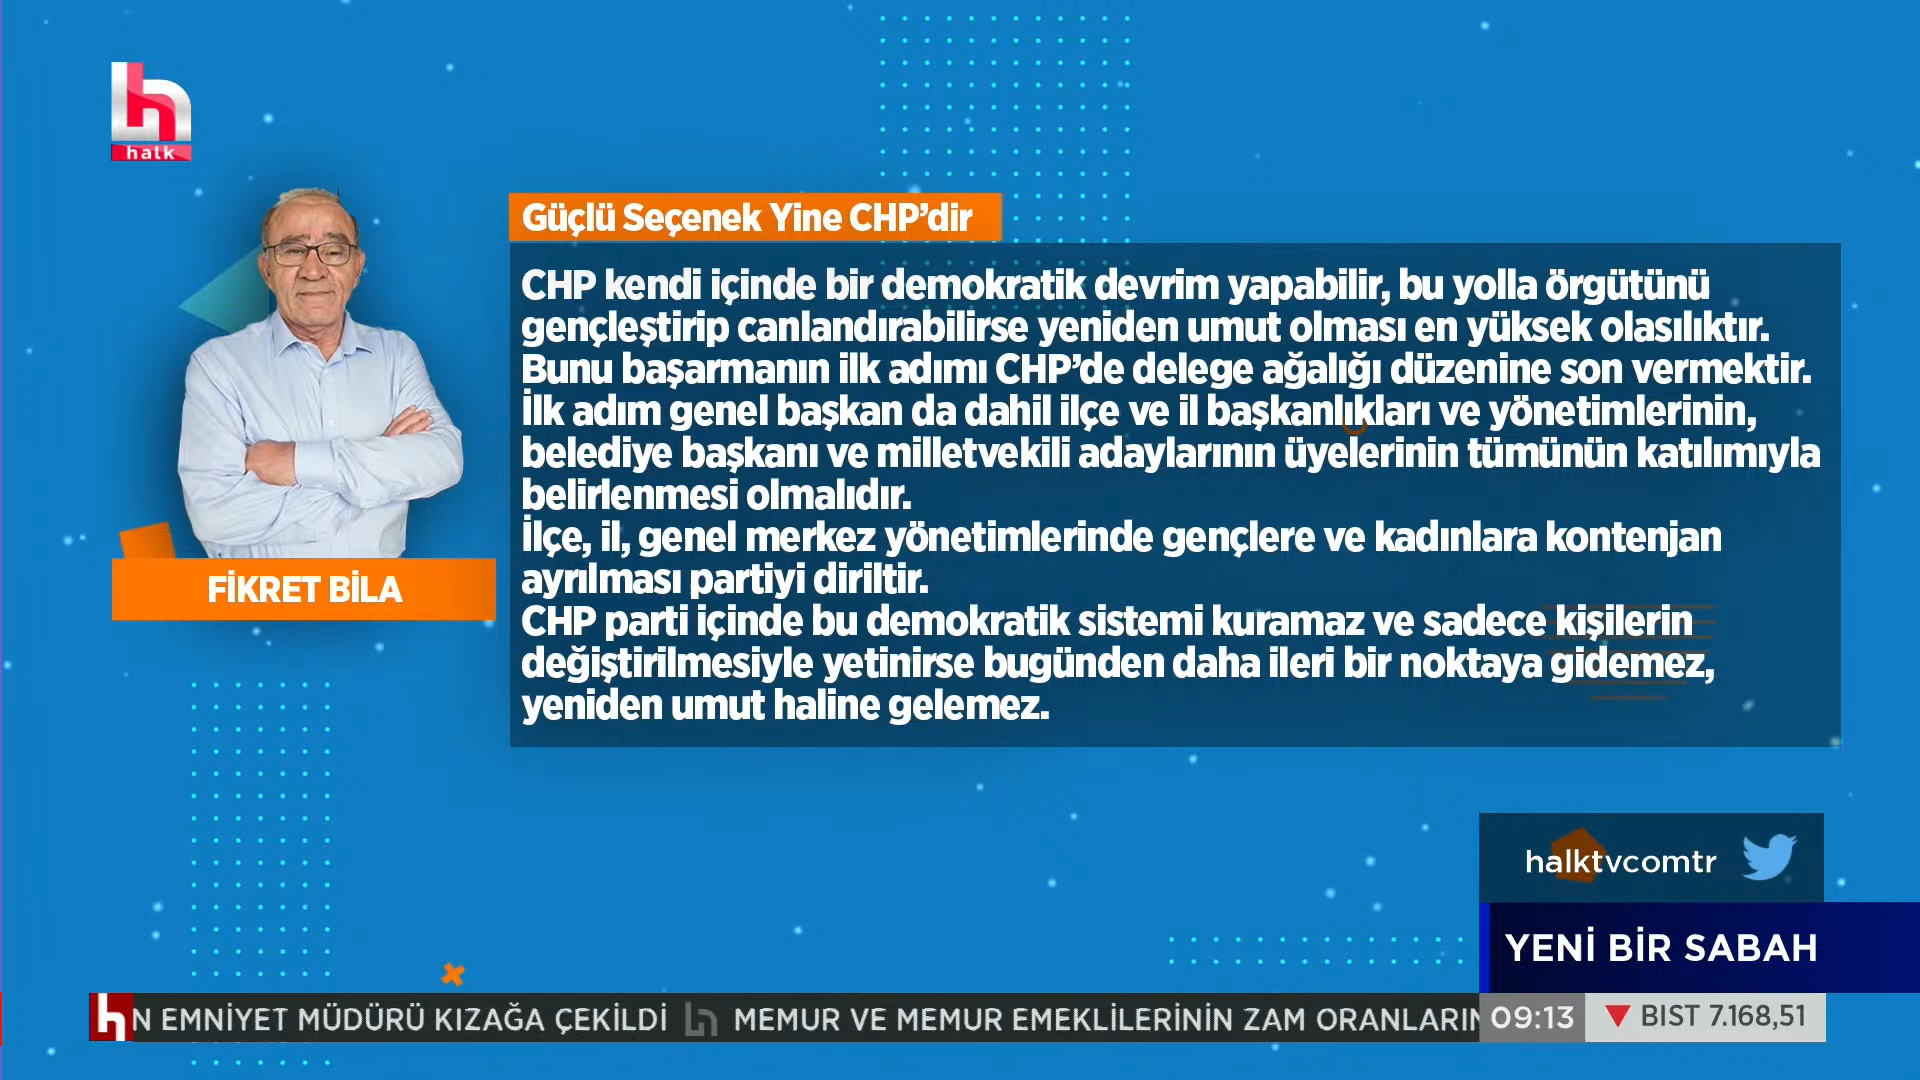 halk
Güçlü Seçenek Yine CHP’dir
CHP kendi içinde bir demokratik devrim yapabilir, bu yolla örgütünü
gençleştirip canlandırabilirse yeniden umut olması en yüksek olasılıktır.
Bunu başarmanın ilk adımı CHP’de delege ağalığı düzenine son vermektir.
İlk adım genel başkan da dahil ilçe ve il başkanlıkları ve yönetimlerinin,
belediye başkanı ve milletvekili adaylarının üyelerinin tümünün katılımıyla
belirlenmesi olmalıdır.
İlçe, il, genel merkez yönetimlerinde gençlere ve kadınlara kontenjan
ayrılması partiyi diriltir.
CHP parti içinde bu demokratik sistemi kuramaz ve sadece kişilerin
değiştirilmesiyle yetinirse bugünden daha ileri bir noktaya gidemez,
yeniden umut haline gelemez.
FİKRET BİLA
halktvcomtr
YENİ BİR SABAH
N EMNİYET MÜDÜRÜ KIZAĞA ÇEKİLDİ MEMUR VE MEMUR EMEKLİLERİNİN ZAM ORANLARIN 09:13 BIST 7.168,51